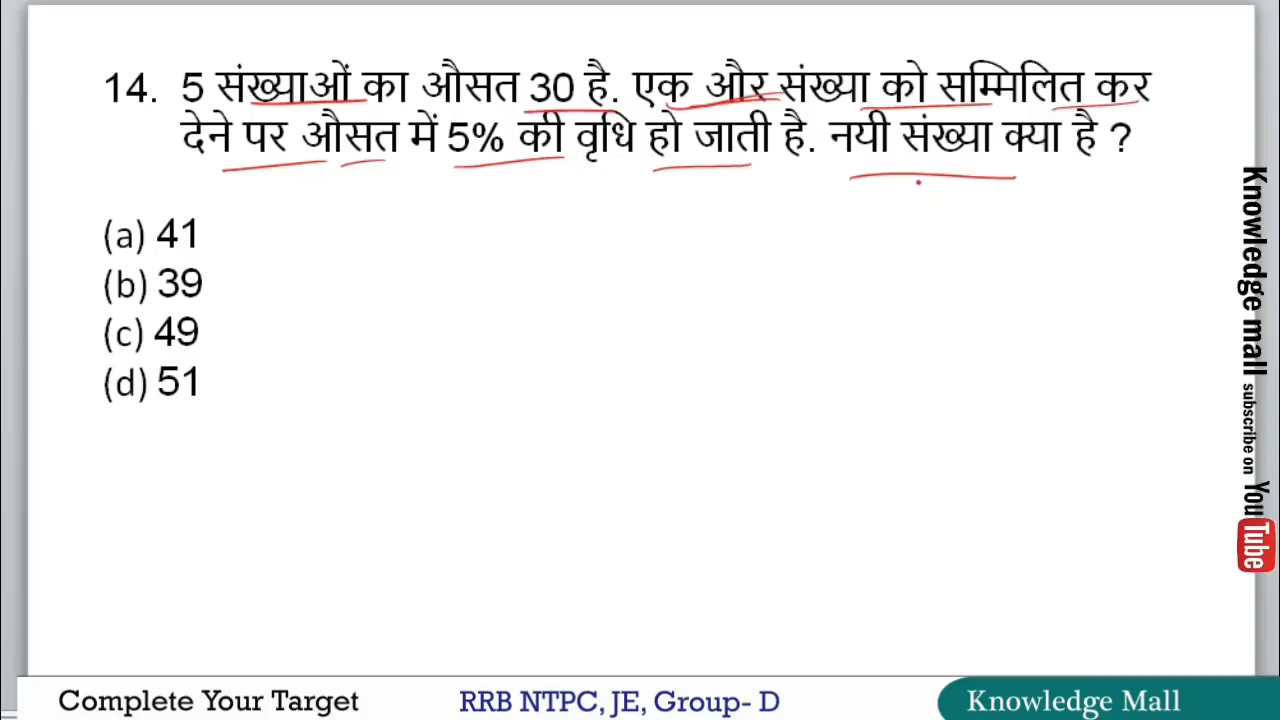 14. 5 संख्याओं का औसत 30 है. एक और संख्या को सम्मिलित कर
देने पर औसत में 5% की वृधि हो जाती है. नयी संख्या क्या है ?
(a) 41
(b) 39
(c) 49
(d) 51
Knowledge mall subscribe on YouTube
Complete Your Target
RRB NTPC, JE, Group- D
Knowledge Mall